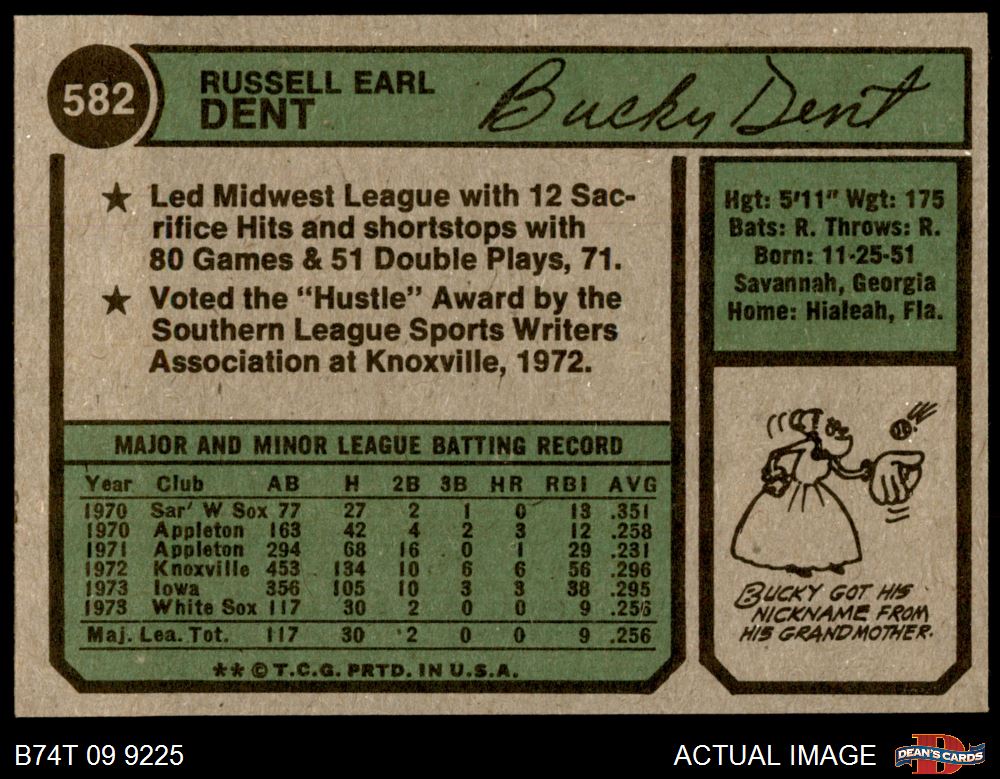 582
RUSSELL EARL
DENT
Bucky Dent
★ Led Midwest League with 12 Sac-
rifice Hits and shortstops with
80 Games & 51 Double Plays, 71.
★ Voted the "Hustle" Award by the
Southern League Sports Writers
Association at Knoxville, 1972.
Hgt: 5'11" Wgt: 175
Bats: R. Throws: R.
Born: 11-25-51
Savannah, Georgia
Home: Hialeah, Fla.
MAJOR AND MINOR LEAGUE BATTING RECORD
Year Club AB H 2B 3B HR RBI AVG
1970 Sar' W Sox 77 27 2 1 0 13 .351
1970 Appleton 163 42 4 2 3 12 .258
1971 Appleton 294 68 16 0 1 29 .231
1972 Knoxville 453 134 10 6 6 56 .296
1973 Iowa 356 105 10 3 3 38 .295
1973 White Sox 117 30 2 0 0 9 .256
Maj. Lea. Tot. 117 30 2 0 0 9 .256
**©T.C.G. PRTD. IN U.S.A.
BUCKY GOT HIS
NICKNAME FROM
HIS GRANDMOTHER.
B74T 09 9225
ACTUAL IMAGE
DEAN'S CARDS